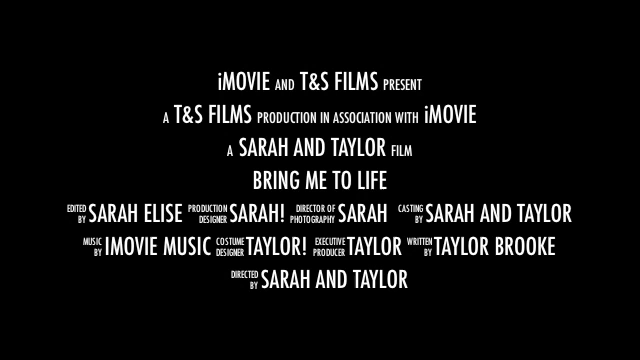 iMOVIE AND T&S FILMS PRESENT
A T&S FILMS PRODUCTION IN ASSOCIATION WITH iMOVIE
A SARAH AND TAYLOR FILM
BRING ME TO LIFE
EDITED BY SARAH ELISE PRODUCTION DESIGNER SARAH! DIRECTOR OF PHOTOGRAPHY SARAH CASTING BY SARAH AND TAYLOR
MUSIC BY IMOVIE MUSIC COSTUME DESIGNER TAYLOR! EXECUTIVE PRODUCER TAYLOR WRITTEN BY TAYLOR BROOKE
DIRECTED BY SARAH AND TAYLOR